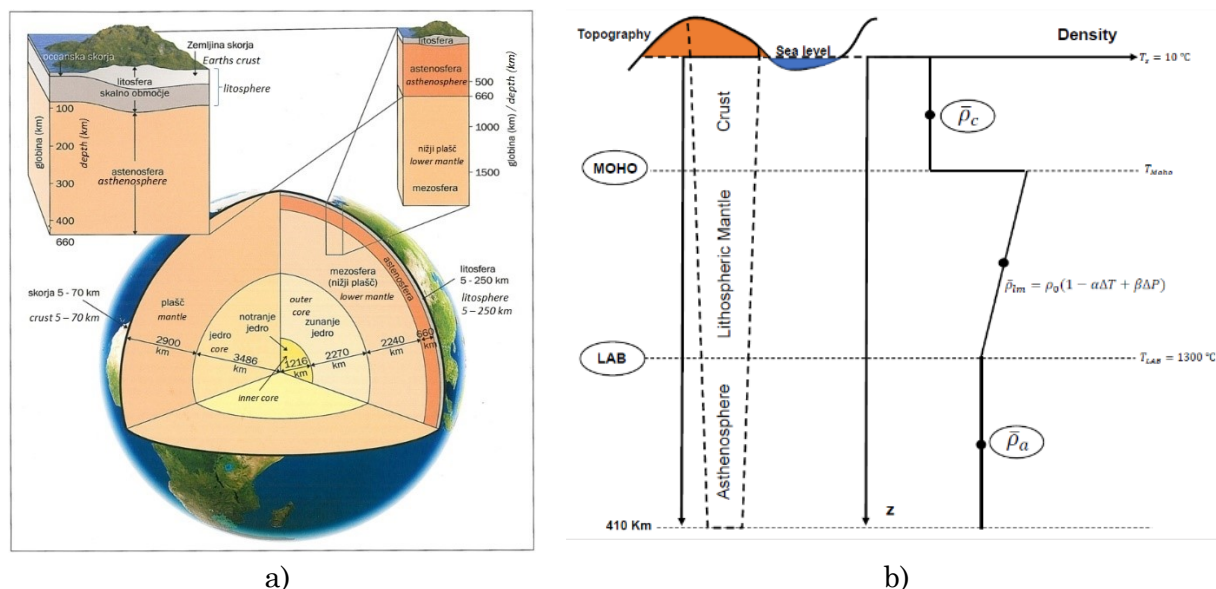 oceanska skorja
Zemljina skorja
Earths crust
litosfera
skalno območje
litosphere
100
200
300
400
660
globina (km)
depth (km)
astenosfera
asthenosphere
litosfera
astenosfera
asthenosphere
500
660
1000
1500
globina (km) / depth (km)
nižji plašč
lower mantle
mezosfera
skorja 5 - 70 km
crust 5 – 70 km
plašč
mantle
2900
km
jedro
core
3486
km
notranje
jedro
outer
core
zunanje
jedro
1216
km
inner core
2270
km
mezosfera
(nižji plašč)
lower mantle
2240
km
astenosfera
660
km
litosfera
5 - 250 km
litosphere
5 – 250 km
a)
Topography
Sea level
Density
T_s = 10 °C
Crust
ρ̄_c
MOHO
T_Moho
Lithospheric Mantle
ρ̄_lm = ρ_0(1 − αΔT + βΔP)
LAB
T_LAB = 1300 °C
Asthenosphere
ρ̄_a
z
410 Km
b)